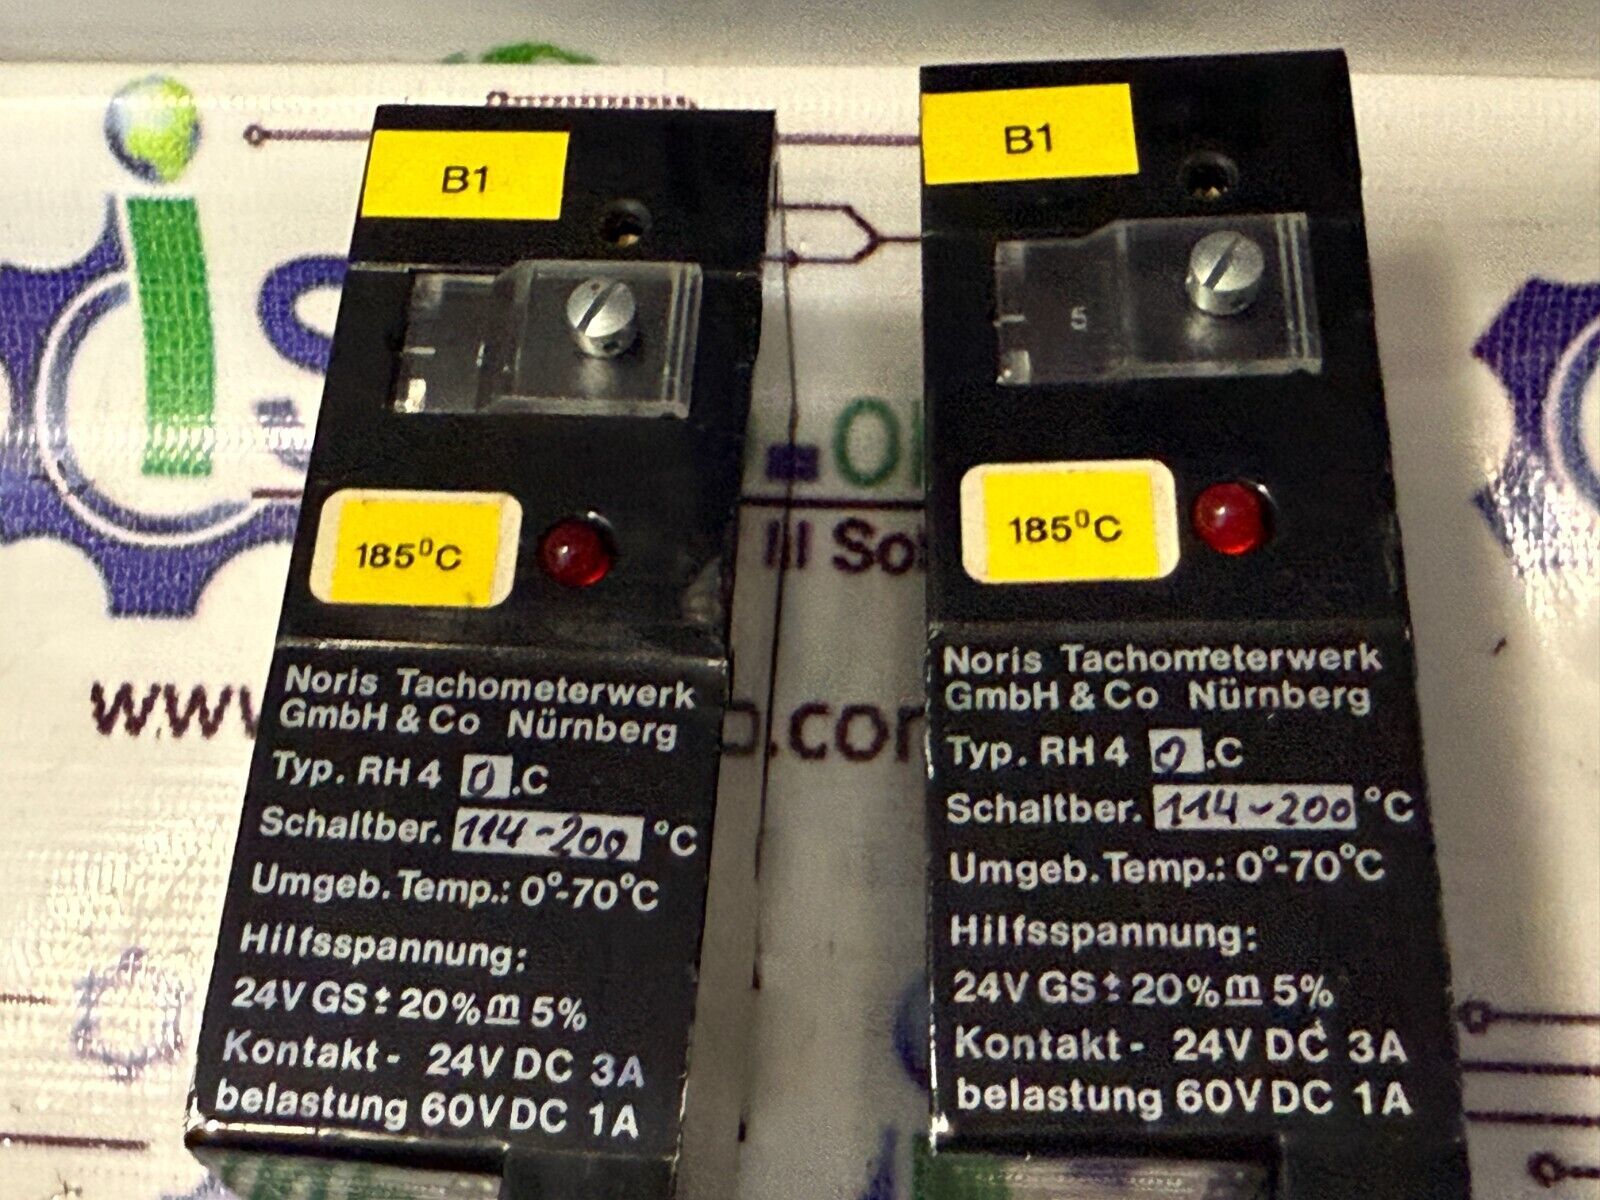 B1
185⁰C
Noris Tachometerwerk
GmbH & Co Nürnberg
Typ. RH 4 0.C
Schaltber. 114-200 °C
Umgeb. Temp.: 0°-70°C
Hilfsspannung:
24V GS ± 20% m 5%
Kontakt - 24V DC 3A
belastung 60V DC 1A
B1
5
185⁰C
Noris Tachometerwerk
GmbH & Co Nürnberg
Typ. RH 4 0.C
Schaltber. 114-200 °C
Umgeb. Temp.: 0°-70°C
Hilfsspannung:
24V GS ± 20% m 5%
Kontakt - 24V DC 3A
belastung 60V DC 1A